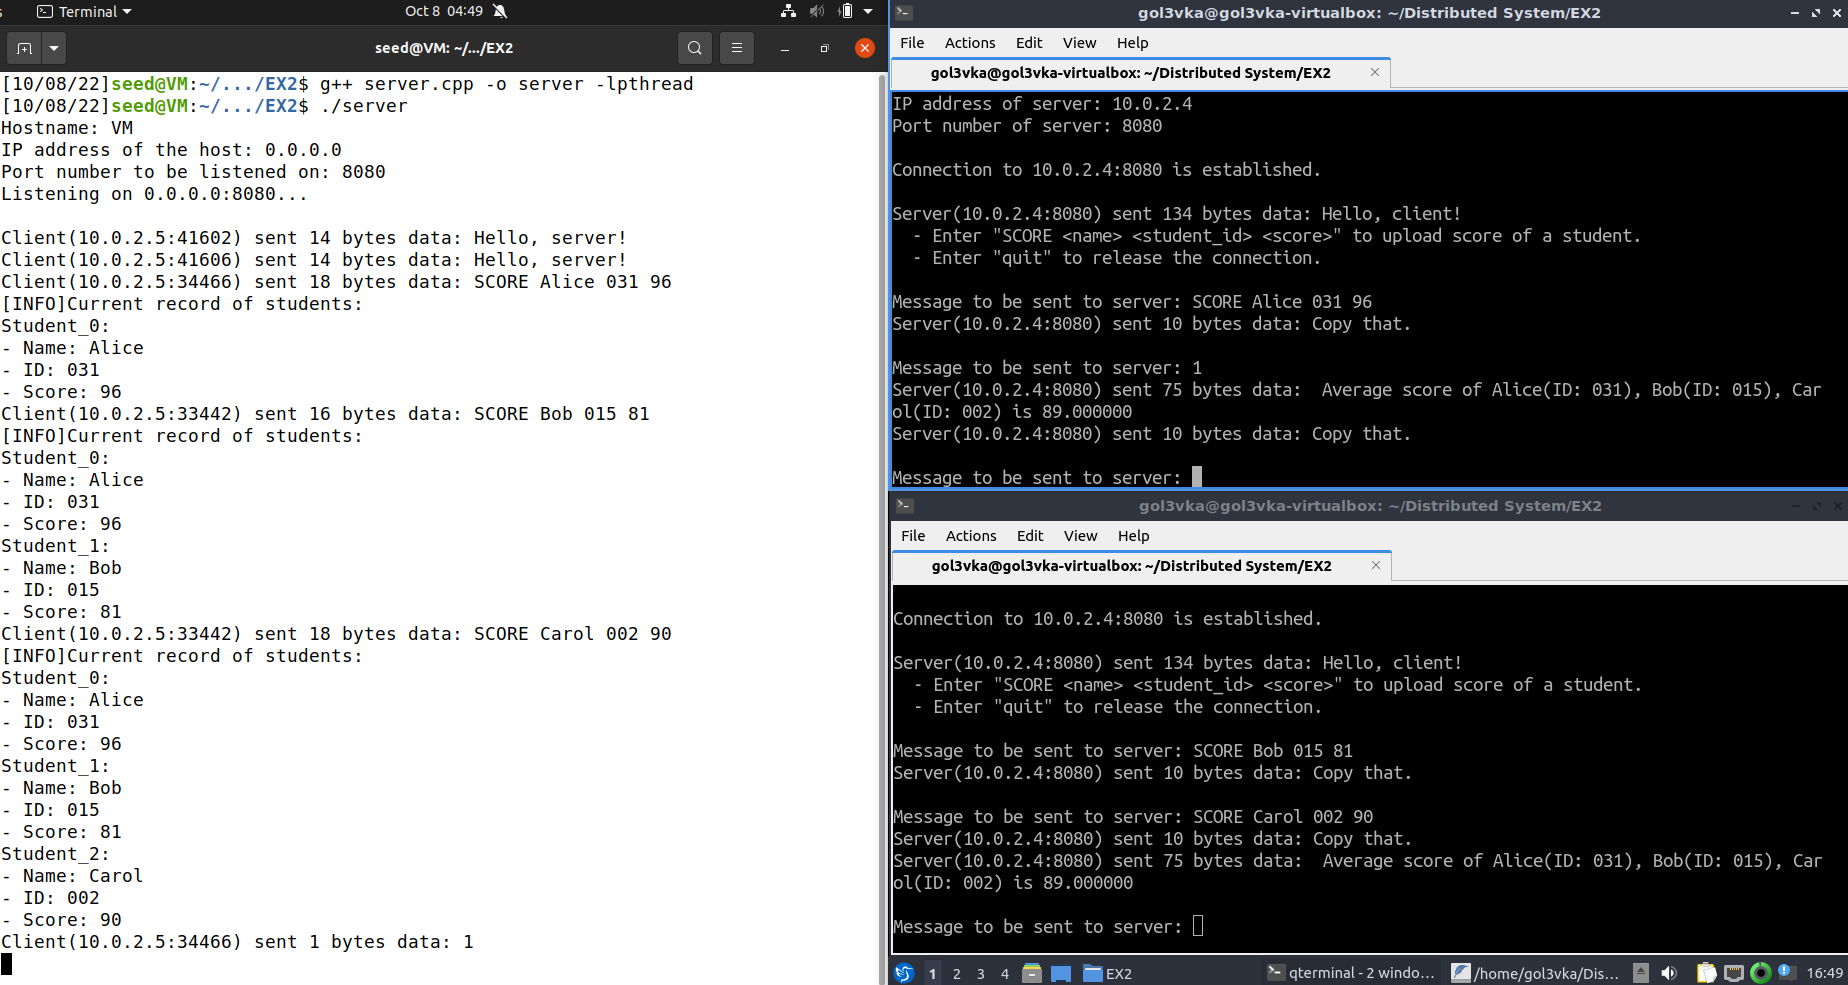 Terminal
Oct 8 04:49
seed@VM: ~/.../EX2
[10/08/22]seed@VM:~/.../EX2$ g++ server.cpp -o server -lpthread
[10/08/22]seed@VM:~/.../EX2$ ./server
Hostname: VM
IP address of the host: 0.0.0.0
Port number to be listened on: 8080
Listening on 0.0.0.0:8080...
Client(10.0.2.5:41602) sent 14 bytes data: Hello, server!
Client(10.0.2.5:41606) sent 14 bytes data: Hello, server!
Client(10.0.2.5:34466) sent 18 bytes data: SCORE Alice 031 96
[INFO]Current record of students:
Student_0:
- Name: Alice
- ID: 031
- Score: 96
Client(10.0.2.5:33442) sent 16 bytes data: SCORE Bob 015 81
[INFO]Current record of students:
Student_0:
- Name: Alice
- ID: 031
- Score: 96
Student_1:
- Name: Bob
- ID: 015
- Score: 81
Client(10.0.2.5:33442) sent 18 bytes data: SCORE Carol 002 90
[INFO]Current record of students:
Student_0:
- Name: Alice
- ID: 031
- Score: 96
Student_1:
- Name: Bob
- ID: 015
- Score: 81
Student_2:
- Name: Carol
- ID: 002
- Score: 90
Client(10.0.2.5:34466) sent 1 bytes data: 1
gol3vka@gol3vka-virtualbox: ~/Distributed System/EX2
File Actions Edit View Help
gol3vka@gol3vka-virtualbox: ~/Distributed System/EX2
IP address of server: 10.0.2.4
Port number of server: 8080
Connection to 10.0.2.4:8080 is established.
Server(10.0.2.4:8080) sent 134 bytes data: Hello, client!
- Enter "SCORE <name> <student_id> <score>" to upload score of a student.
- Enter "quit" to release the connection.
Message to be sent to server: SCORE Alice 031 96
Server(10.0.2.4:8080) sent 10 bytes data: Copy that.
Message to be sent to server: 1
Server(10.0.2.4:8080) sent 75 bytes data:  Average score of Alice(ID: 031), Bob(ID: 015), Car
ol(ID: 002) is 89.000000
Server(10.0.2.4:8080) sent 10 bytes data: Copy that.
Message to be sent to server:
gol3vka@gol3vka-virtualbox: ~/Distributed System/EX2
File Actions Edit View Help
gol3vka@gol3vka-virtualbox: ~/Distributed System/EX2
Connection to 10.0.2.4:8080 is established.
Server(10.0.2.4:8080) sent 134 bytes data: Hello, client!
- Enter "SCORE <name> <student_id> <score>" to upload score of a student.
- Enter "quit" to release the connection.
Message to be sent to server: SCORE Bob 015 81
Server(10.0.2.4:8080) sent 10 bytes data: Copy that.
Message to be sent to server: SCORE Carol 002 90
Server(10.0.2.4:8080) sent 10 bytes data: Copy that.
Server(10.0.2.4:8080) sent 75 bytes data:  Average score of Alice(ID: 031), Bob(ID: 015), Car
ol(ID: 002) is 89.000000
Message to be sent to server:
1 2 3 4 EX2 qterminal - 2 windo... /home/gol3vka/Dis... 16:49